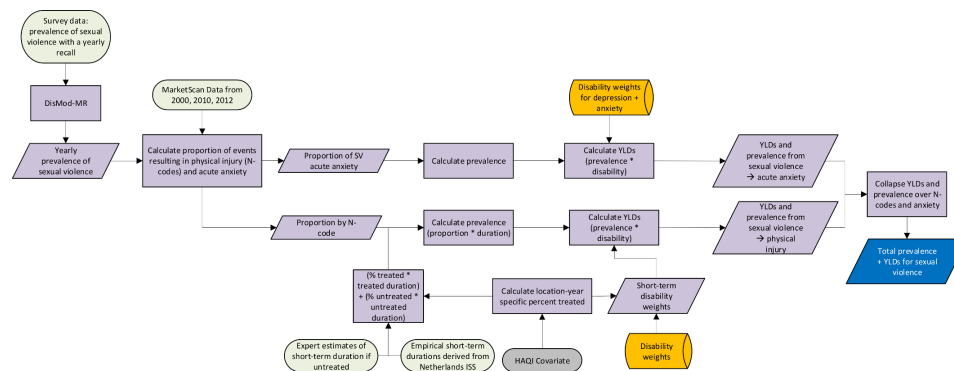 Survey data:
prevalence of sexual
violence with a yearly
recall
DisMod-MR
Yearly
prevalence of
sexual violence
MarketScan Data from
2000, 2010, 2012
Calculate proportion of events
resulting in physical injury (N-
codes) and acute anxiety
Proportion of SV
acute anxiety
Calculate prevalence
Disability weights
for depression +
anxiety
Calculate YLDs
(prevalence *
disability)
YLDs and
prevalence from
sexual violence
→ acute anxiety
Collapse YLDs and
prevalence over N-
codes and anxiety
Proportion by N-
code
Calculate prevalence
(proportion * duration)
Calculate YLDs
(prevalence *
disability)
YLDs and
prevalence from
sexual violence
→ physical
injury
Total prevalence
+ YLDs for sexual
violence
(% treated *
treated duration)
+ (% untreated *
untreated
duration)
Calculate location-year
specific percent treated
Short-term
disability
weights
Expert estimates of
short-term duration if
untreated
Empirical short-term
durations derived from
Netherlands ISS
HAQI Covariate
Disability
weights